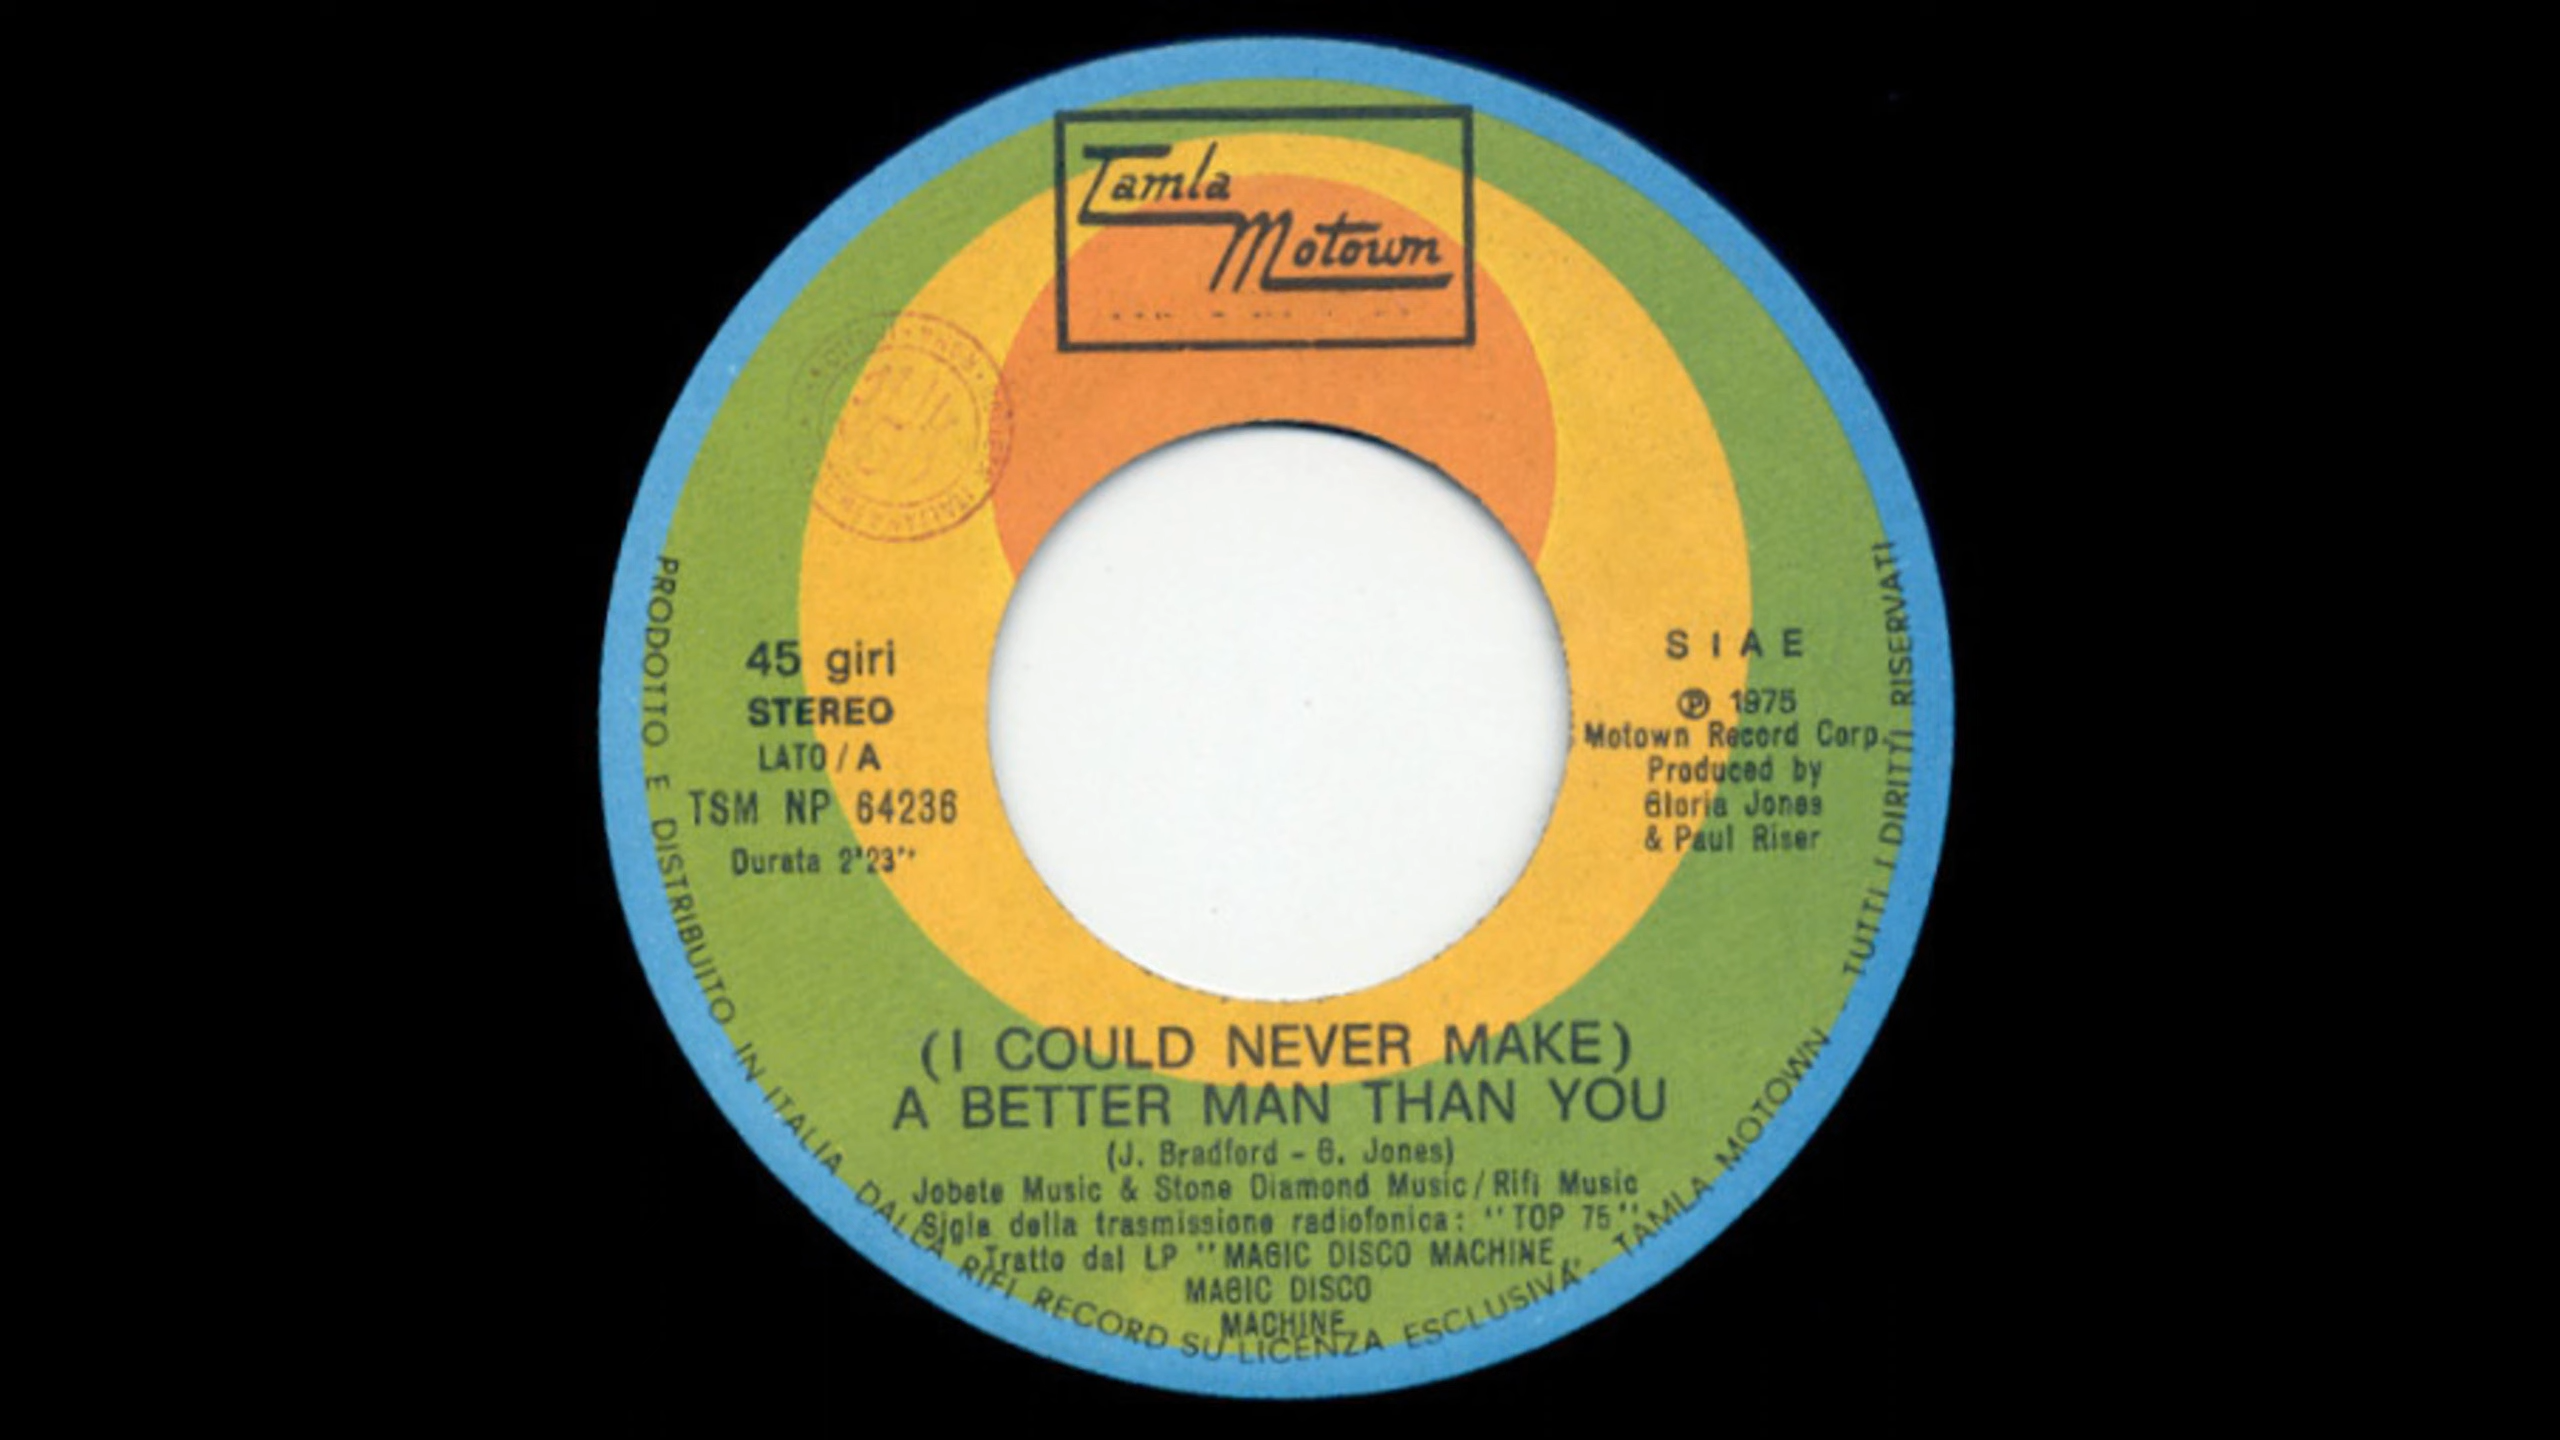 Tamla
Motown
45 giri
STEREO
LATO / A
TSM NP 64236
Durata 2'23''
S I A E
℗ 1975
Motown Record Corp.
Produced by
Gloria Jones
& Paul Riser
(I COULD NEVER MAKE)
A BETTER MAN THAN YOU
(J. Bradford - G. Jones)
Jobete Music & Stone Diamond Music/Rifi Music
Sigla della trasmissione radiofonica: "TOP 75"
Tratto dal LP "MAGIC DISCO MACHINE"
MAGIC DISCO
MACHINE
PRODOTTO E DISTRIBUITO IN ITALIA DALLA RIFI RECORD SU LICENZA ESCLUSIVA TAMLA MOTOWN - TUTTI I DIRITTI RISERVATI